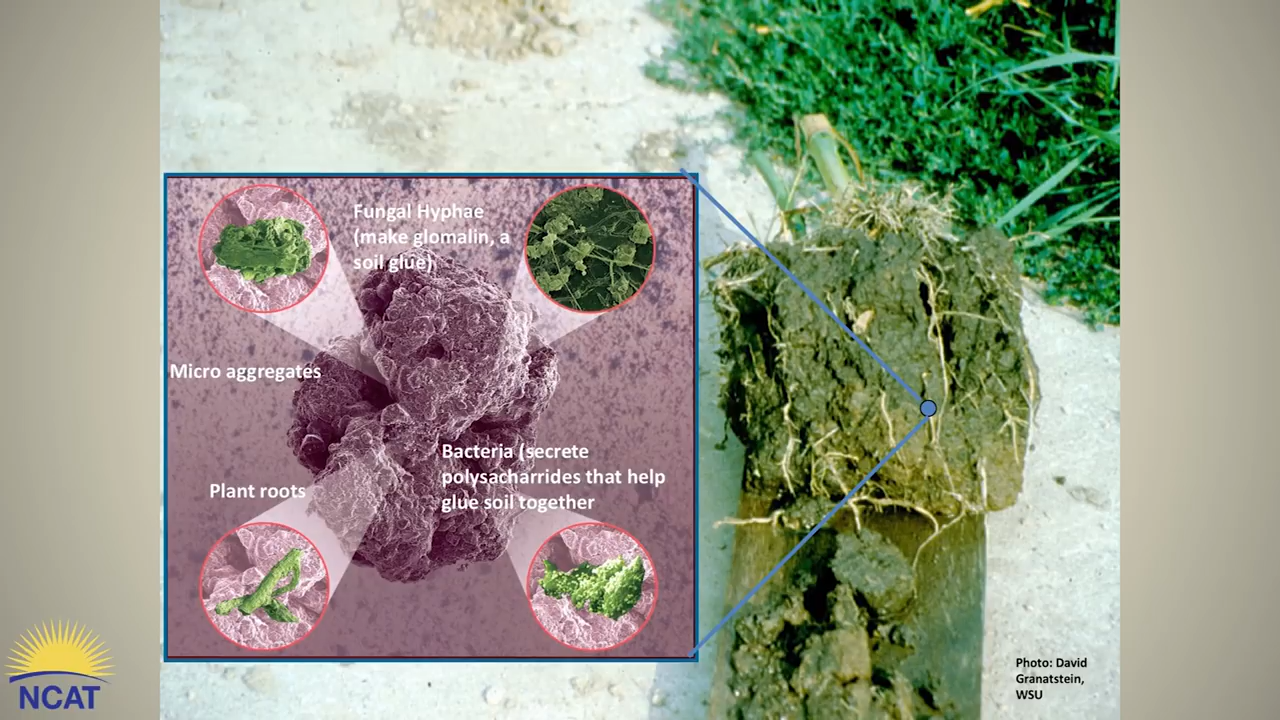 Fungal Hyphae
(make glomalin, a
soil glue)
Micro aggregates
Bacteria (secrete
polysacharrides that help
glue soil together
Plant roots
Photo: David
Granatstein,
WSU
NCAT